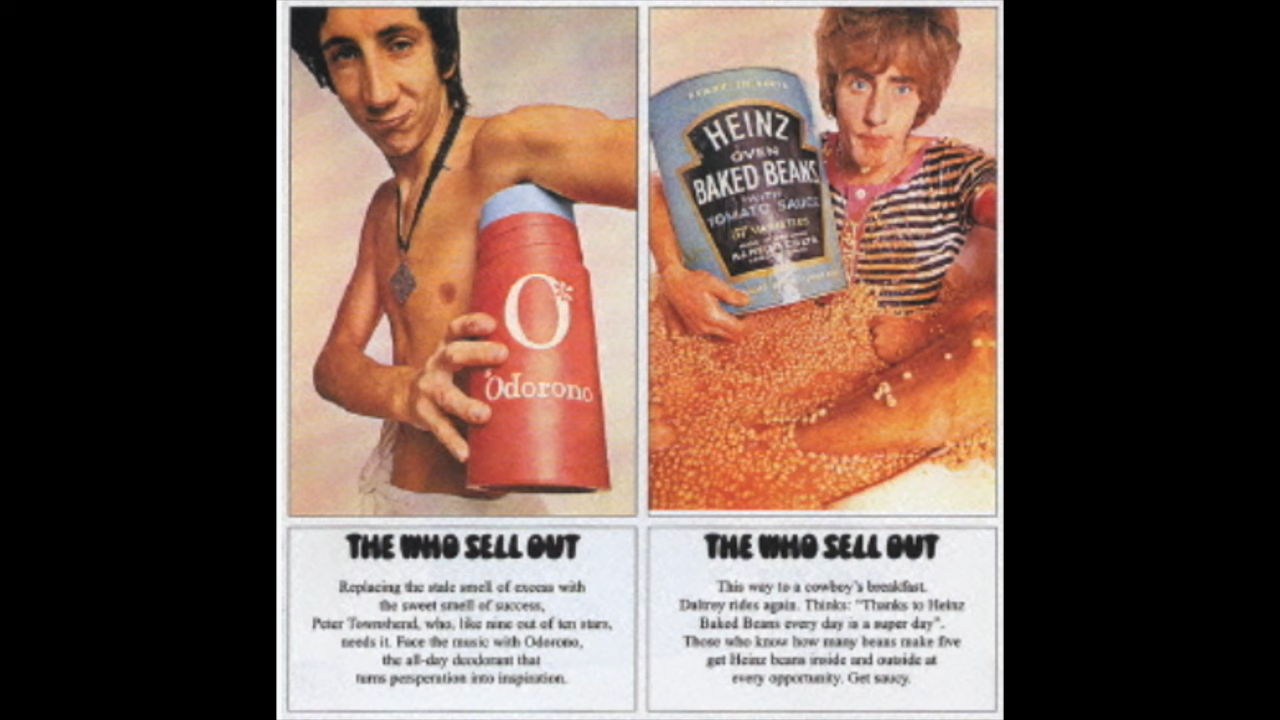 O
Odorono
HEINZ
OVEN
BAKED BEANS
WITH
TOMATO SAUCE
57 VARIETIES
THE WHO SELL OUT
Replacing the stale smell of excess with
the sweet smell of success,
Peter Townshend, who, like nine out of ten stars,
needs it. Face the music with Odorono,
the all-day deodorant that
turns perspiration into inspiration.
THE WHO SELL OUT
This way to a cowboy's breakfast.
Daltrey rides again. Thinks: "Thanks to Heinz
Baked Beans every day is a super day".
Those who know how many beans make five
get Heinz beans inside and outside at
every opportunity. Get saucy.